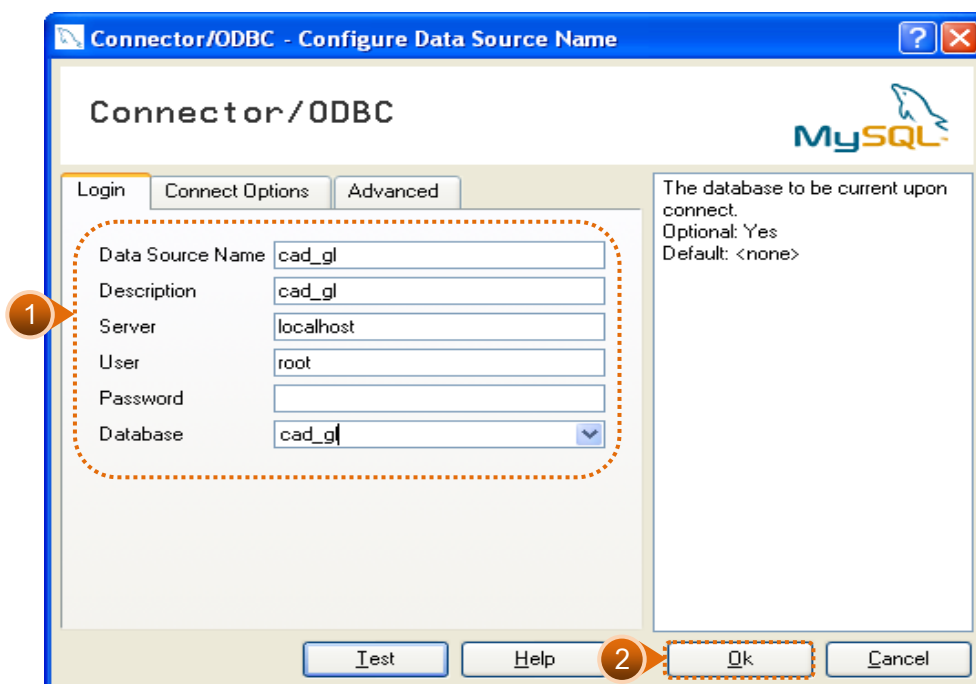 Connector/ODBC - Configure Data Source Name
Connector/ODBC
MySQL
Login Connect Options Advanced
Data Source Name cad_gl
Description cad_gl
Server localhost
User root
Password
Database cad_gl
1
The database to be current upon
connect.
Optional: Yes
Default: <none>
Test Help 2 Ok Cancel